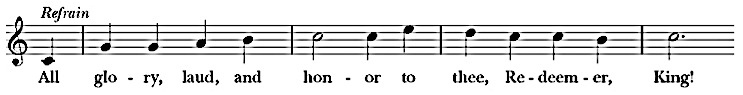 Refrain
All glo - ry, laud, and hon - or to thee, Re - deem - er, King!